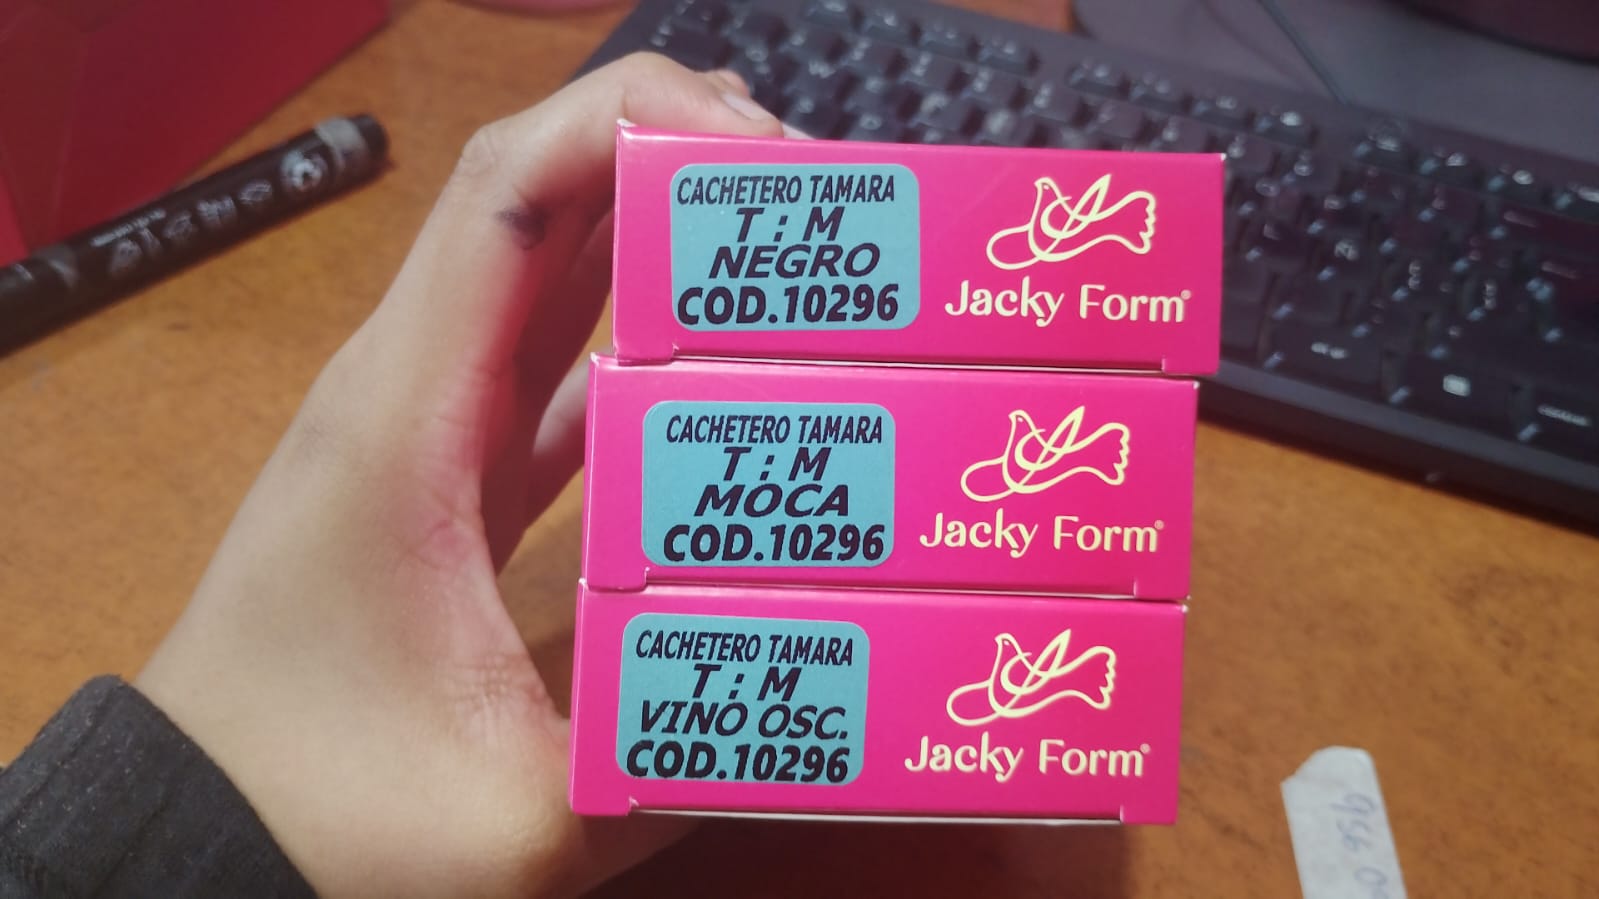 CACHETERO TAMARA
T : M
NEGRO
COD.10296
Jacky Form®
CACHETERO TAMARA
T : M
MOCA
COD.10296
Jacky Form®
CACHETERO TAMARA
T : M
VINO OSC.
COD.10296
Jacky Form®